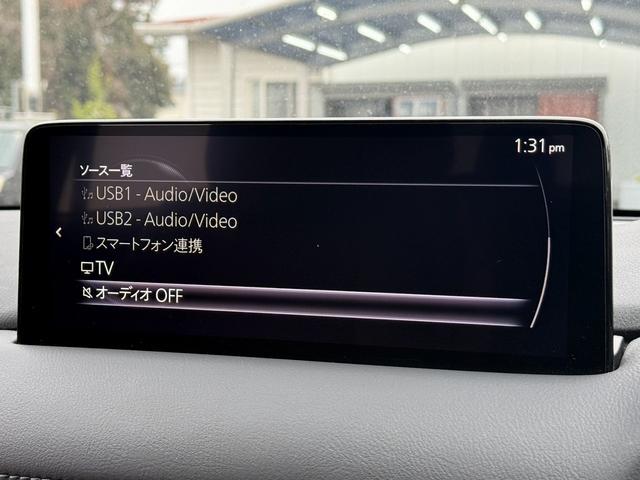 1:31 pm
ソース一覧
USB1 - Audio/Video
USB2 - Audio/Video
スマートフォン連携
TV
オーディオ OFF